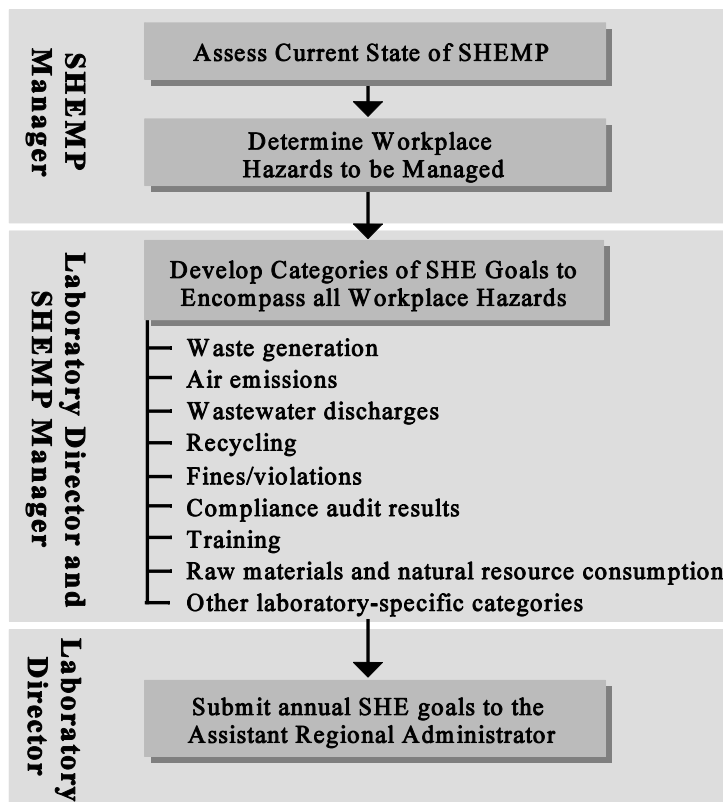 SHEMP
Manager
Assess Current State of SHEMP
Determine Workplace
Hazards to be Managed
Laboratory Director and
SHEMP Manager
Develop Categories of SHE Goals to
Encompass all Workplace Hazards
Waste generation
Air emissions
Wastewater discharges
Recycling
Fines/violations
Compliance audit results
Training
Raw materials and natural resource consumption
Other laboratory-specific categories
Laboratory
Director
Submit annual SHE goals to the
Assistant Regional Administrator